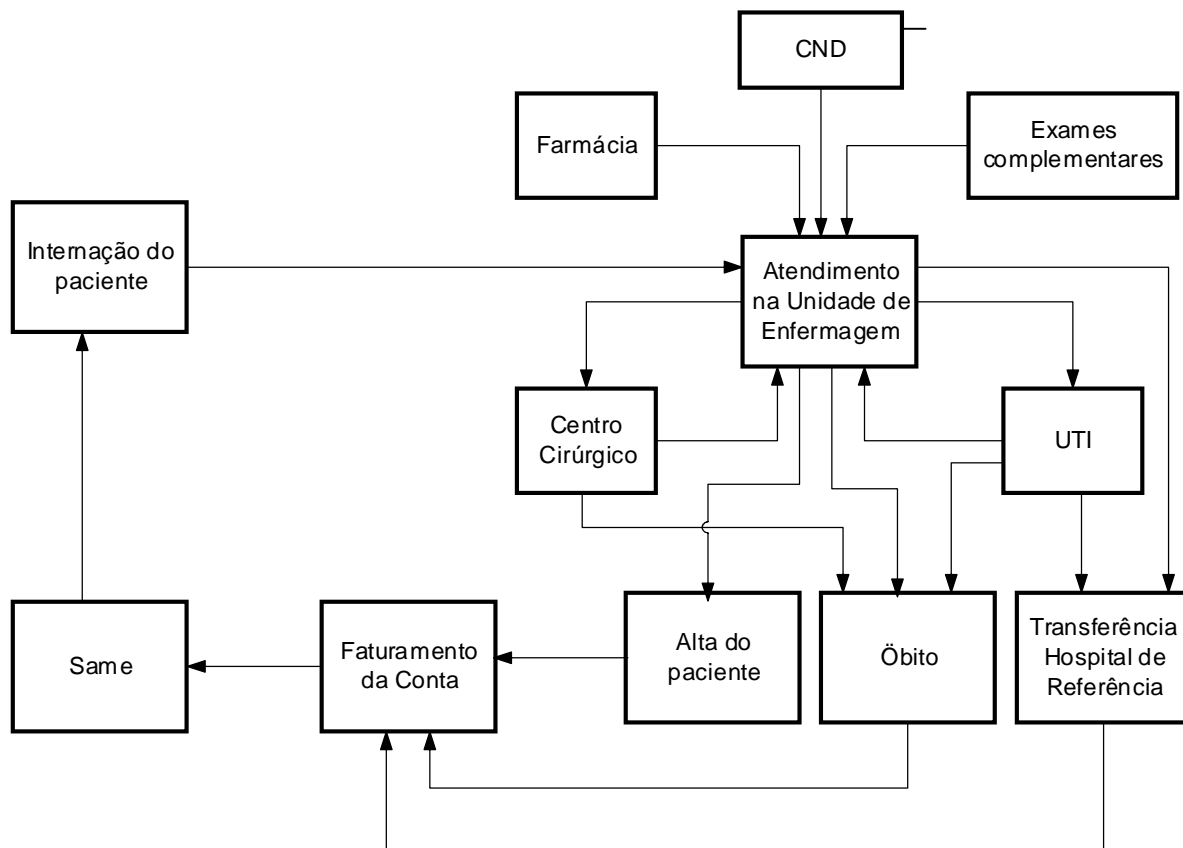 CND
Farmácia
Exames
complementares
Internação do
paciente
Atendimento
na Unidade de
Enfermagem
Centro
Cirúrgico
UTI
Same
Faturamento
da Conta
Alta do
paciente
Öbito
Transferência
Hospital de
Referência